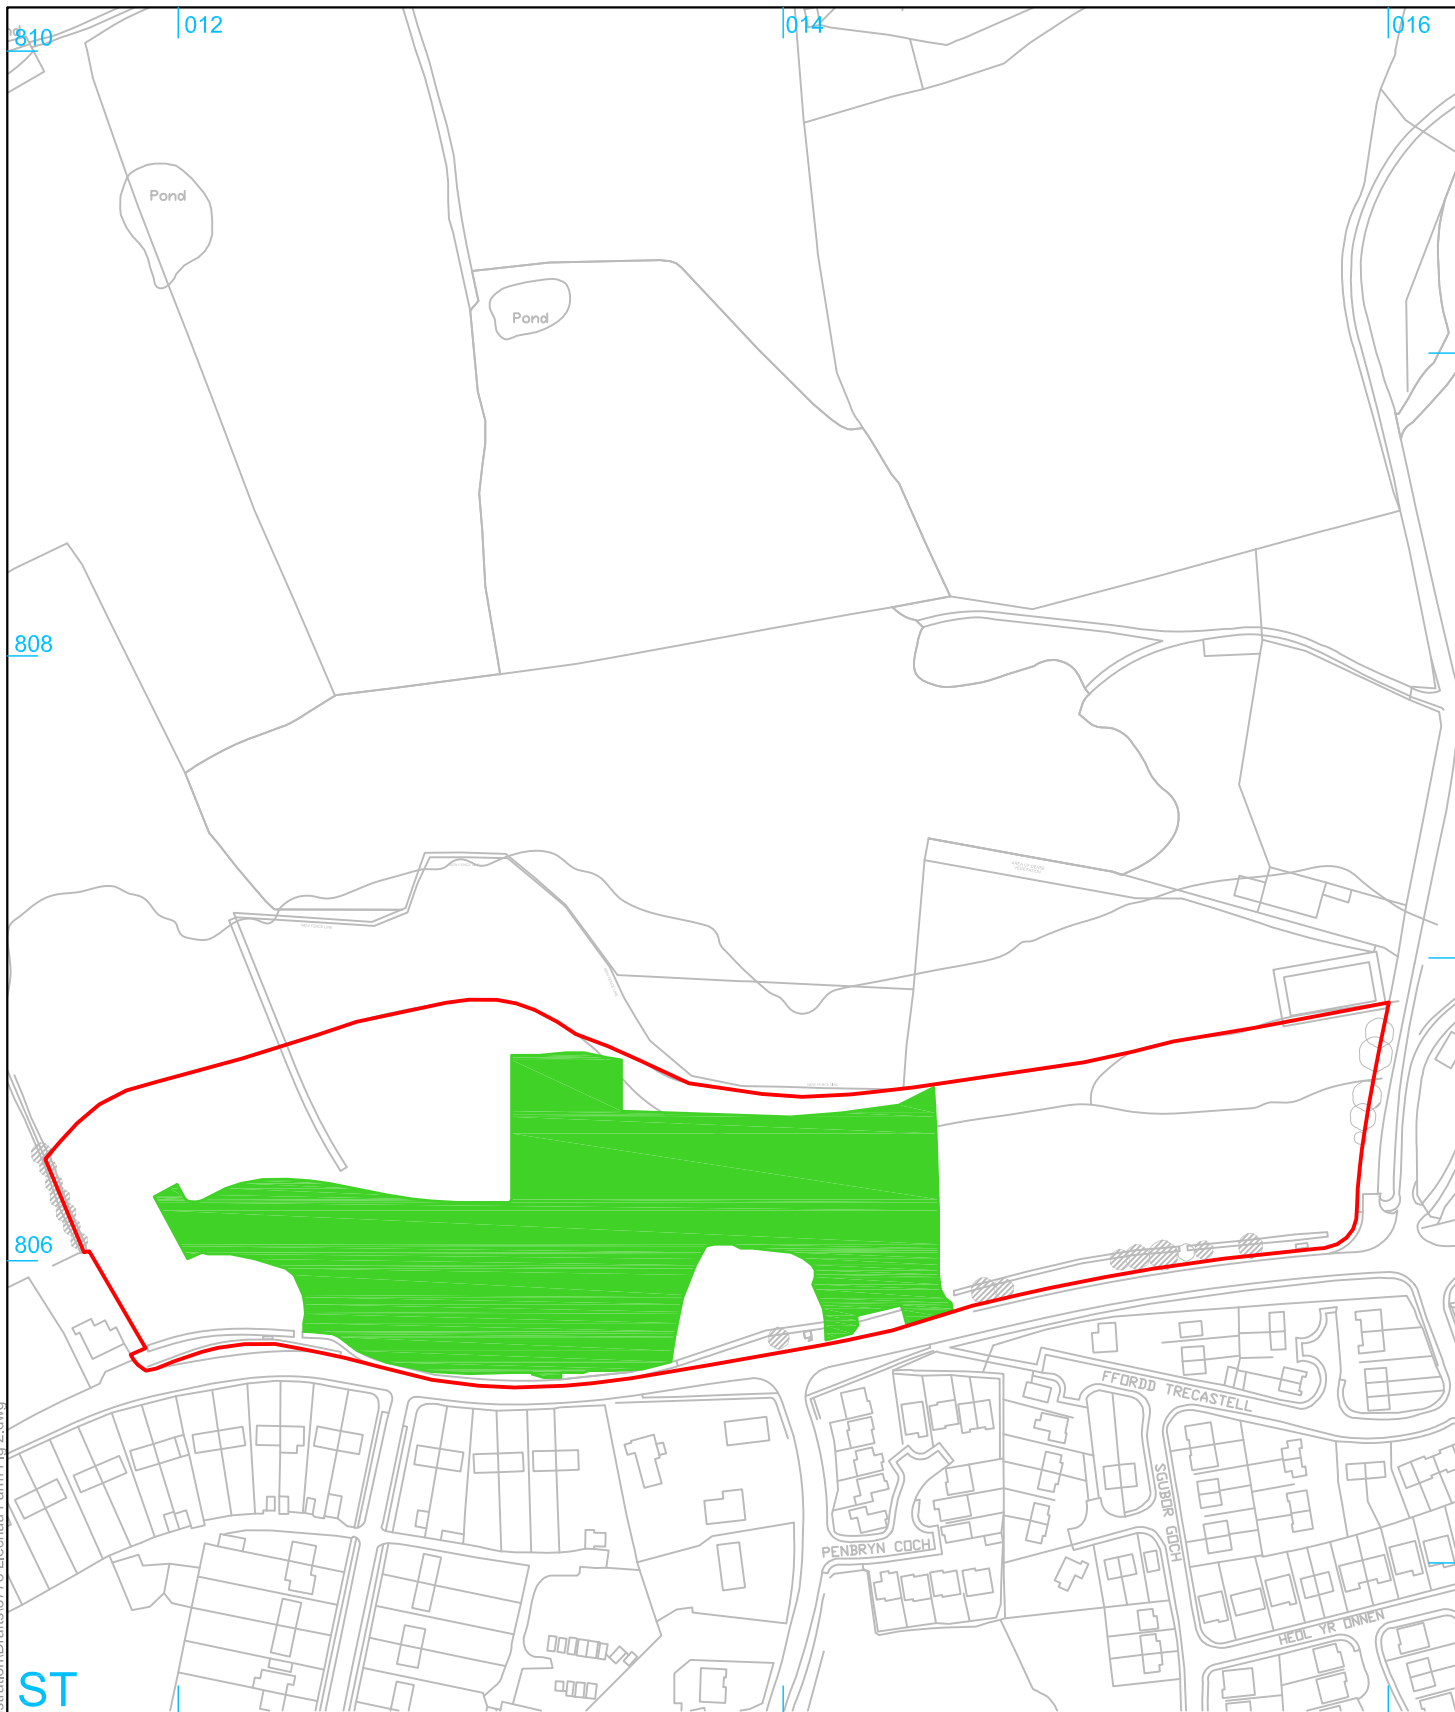 012
014
016
810
Pond
Pond
808
806
FFORDD TRECASTELL
SGUBOR GOCH
PENBRYN COCH
HEOL YR ONNEN
ST